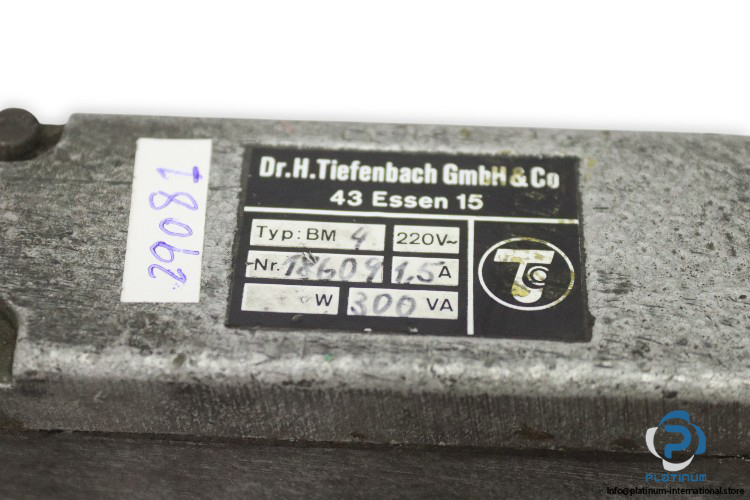 29081
Dr.H.Tiefenbach GmbH & Co
43 Essen 15
Typ: BM 4 220V~
Nr. 18609 1,5 A
W 300 VA
TC
PLATINUM
info@platinum-international.store